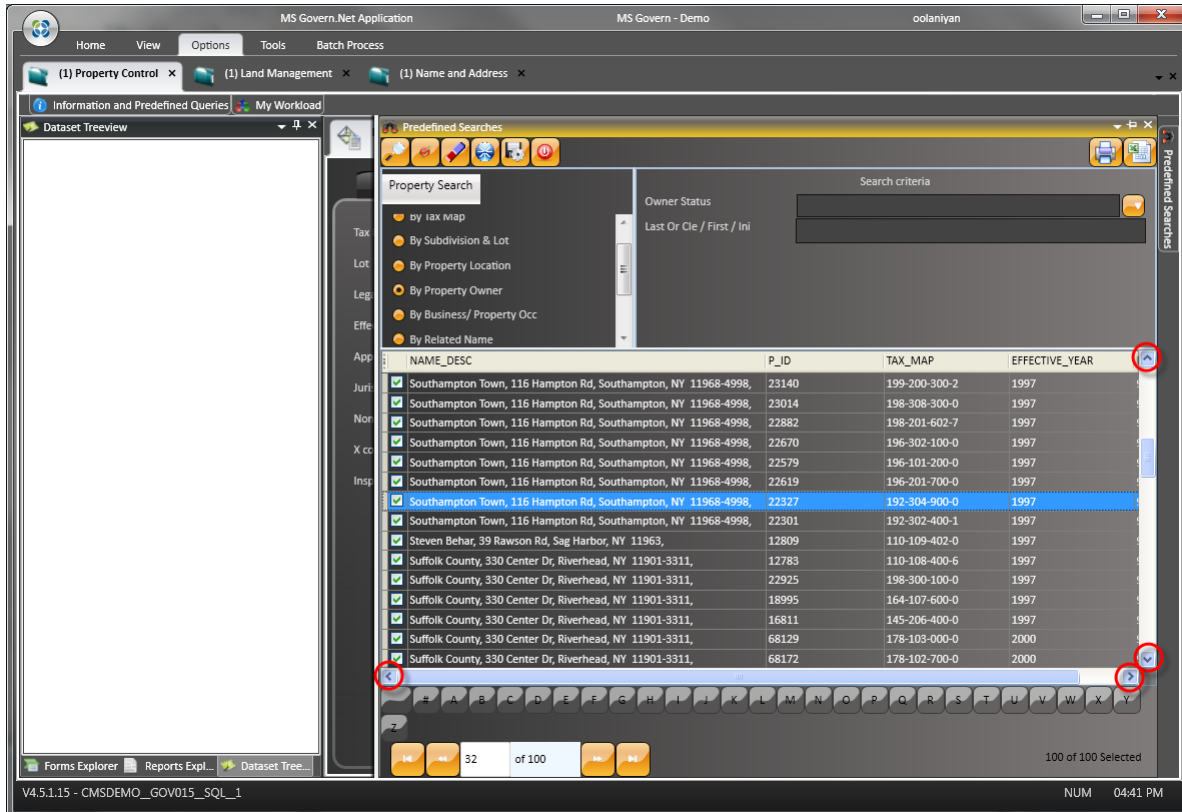 MS Govern.Net Application MS Govern - Demo oolaniyan
Home View Options Tools Batch Process
(1) Property Control × (1) Land Management × (1) Name and Address ×
Information and Predefined Queries My Workload
Dataset Treeview
Predefined Searches
Predefined Searches
Property Search
Search criteria
Owner Status
Last Or Cle / First / Ini
By Tax Map
By Subdivision & Lot
By Property Location
By Property Owner
By Business/ Property Occ
By Related Name
Tax
Lot
Lega
Effe
App
Juri
Non
X co
Insp
NAME_DESC P_ID TAX_MAP EFFECTIVE_YEAR
Southampton Town, 116 Hampton Rd, Southampton, NY 11968-4998, 23140 199-200-300-2 1997
Southampton Town, 116 Hampton Rd, Southampton, NY 11968-4998, 23014 198-308-300-0 1997
Southampton Town, 116 Hampton Rd, Southampton, NY 11968-4998, 22882 198-201-602-7 1997
Southampton Town, 116 Hampton Rd, Southampton, NY 11968-4998, 22670 196-302-100-0 1997
Southampton Town, 116 Hampton Rd, Southampton, NY 11968-4998, 22579 196-101-200-0 1997
Southampton Town, 116 Hampton Rd, Southampton, NY 11968-4998, 22619 196-201-700-0 1997
Southampton Town, 116 Hampton Rd, Southampton, NY 11968-4998, 22327 192-304-900-0 1997
Southampton Town, 116 Hampton Rd, Southampton, NY 11968-4998, 22301 192-302-400-1 1997
Steven Behar, 39 Rawson Rd, Sag Harbor, NY 11963, 12809 110-109-402-0 1997
Suffolk County, 330 Center Dr, Riverhead, NY 11901-3311, 12783 110-108-400-6 1997
Suffolk County, 330 Center Dr, Riverhead, NY 11901-3311, 22925 198-300-100-0 1997
Suffolk County, 330 Center Dr, Riverhead, NY 11901-3311, 18995 164-107-600-0 1997
Suffolk County, 330 Center Dr, Riverhead, NY 11901-3311, 16811 145-206-400-0 1997
Suffolk County, 330 Center Dr, Riverhead, NY 11901-3311, 68129 178-103-000-0 2000
Suffolk County, 330 Center Dr, Riverhead, NY 11901-3311, 68172 178-102-700-0 2000
# A B C D E F G H I J K L M N O P Q R S T U V W X Y
Z
32 of 100
100 of 100 Selected
Forms Explorer Reports Expl... Dataset Tree...
V4.5.1.15 - CMSDEMO_GOV015_SQL_1 NUM 04:41 PM